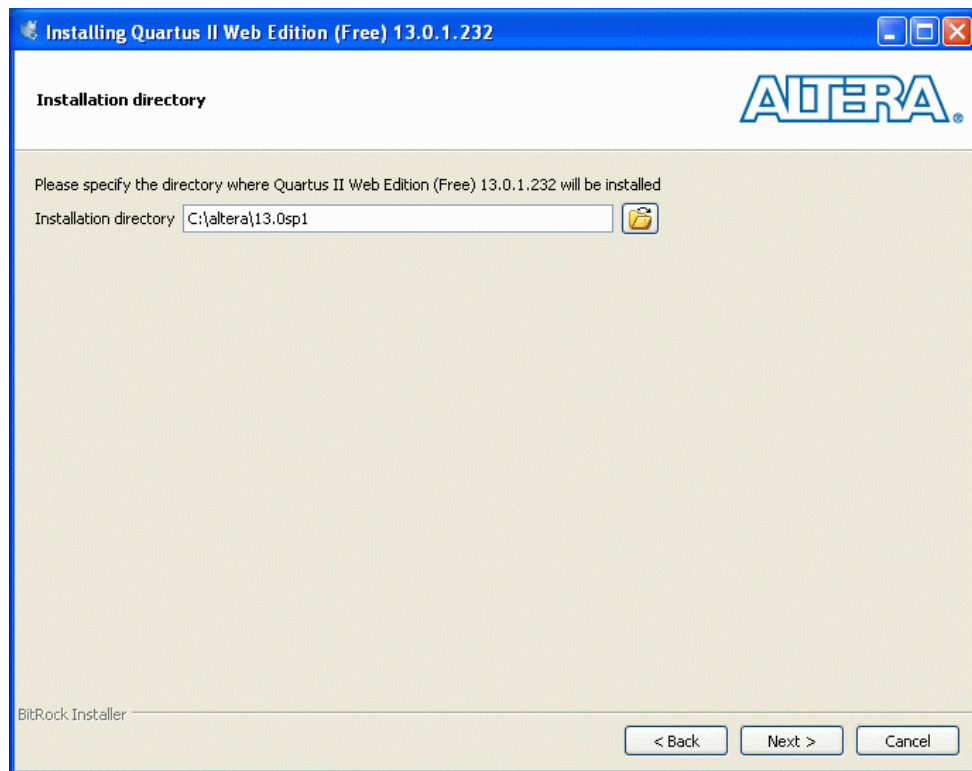 Installing Quartus II Web Edition (Free) 13.0.1.232
Installation directory
ALTERA®
Please specify the directory where Quartus II Web Edition (Free) 13.0.1.232 will be installed
Installation directory C:\altera\13.0sp1
BitRock Installer
< Back Next > Cancel